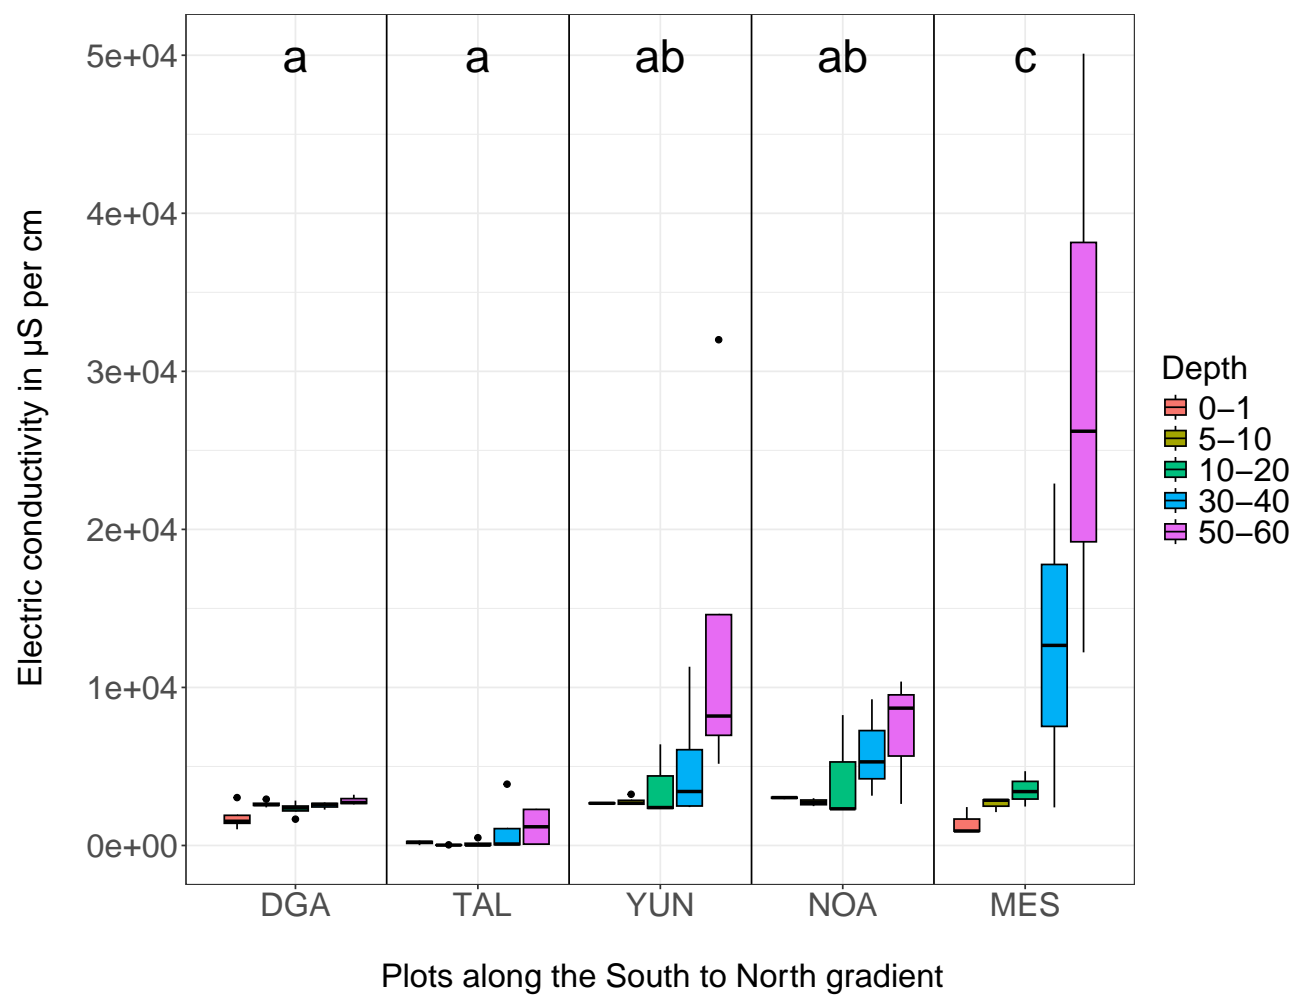 a a ab ab c
5e+04
4e+04
3e+04
2e+04
1e+04
0e+00
Electric conductivity in µS per cm
DGA TAL YUN NOA MES
Plots along the South to North gradient
Depth
0−1
5−10
10−20
30−40
50−60